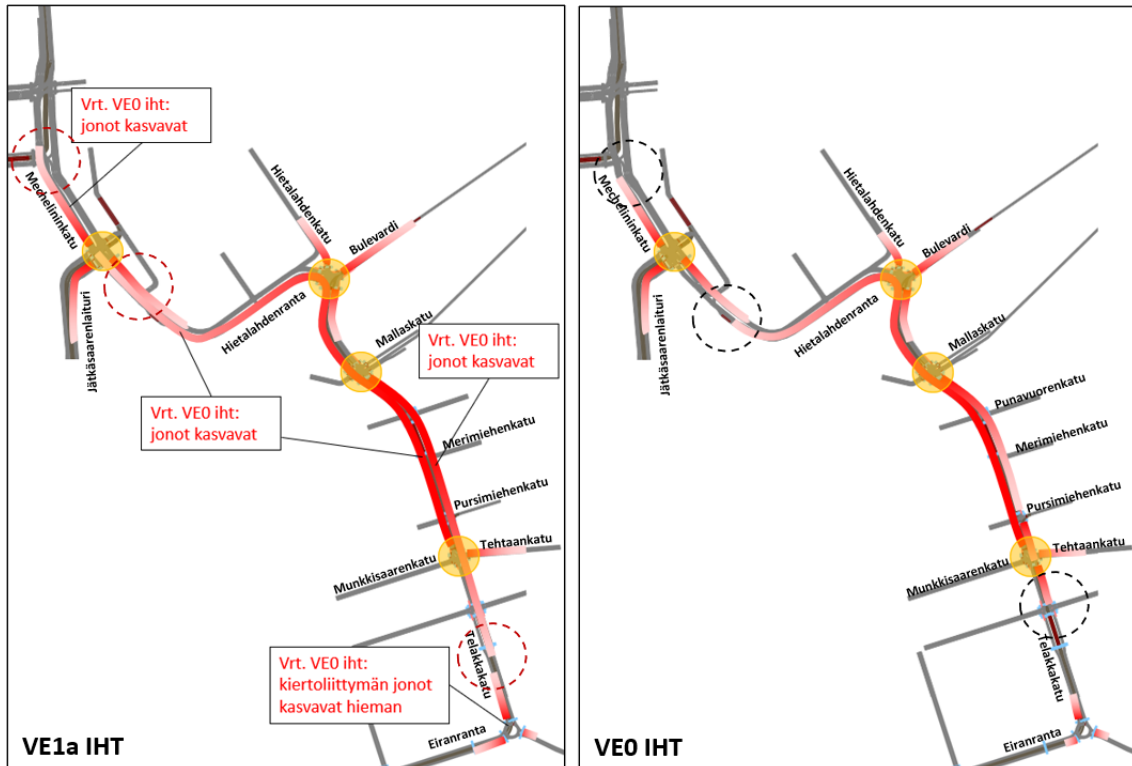 Vrt. VE0 iht:
jonot kasvavat
Mechelininkatu
Jätkäsaarenlaituri
Hietalahdenkatu
Bulevardi
Hietalahdenranta
Mallaskatu
Vrt. VE0 iht:
jonot kasvavat
Vrt. VE0 iht:
jonot kasvavat
Merimiehenkatu
Pursimiehenkatu
Tehtaankatu
Munkkisaarenkatu
Telakkakatu
Vrt. VE0 iht:
kiertoliittymän jonot
kasvavat hieman
Eiranranta
VE1a IHT
Mechelininkatu
Jätkäsaarenlaituri
Hietalahdenkatu
Bulevardi
Hietalahdenranta
Mallaskatu
Punavuorenkatu
Merimiehenkatu
Pursimiehenkatu
Tehtaankatu
Munkkisaarenkatu
Telakkakatu
Eiranranta
VE0 IHT